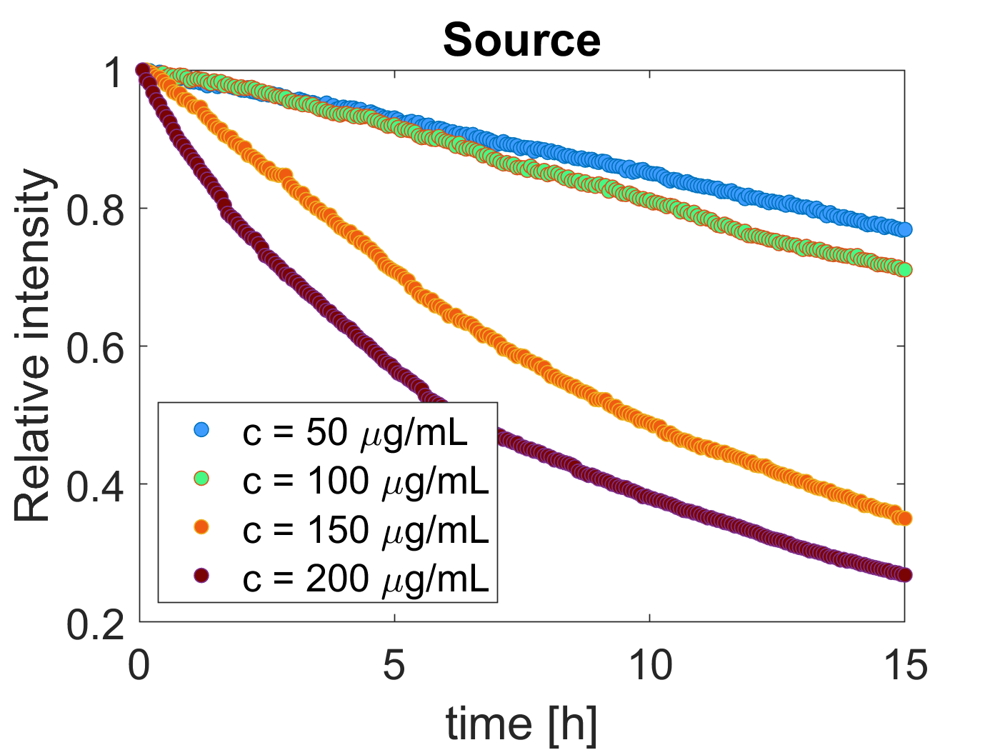 Source
Relative intensity
1
0.8
0.6
0.4
0.2
c = 50 μg/mL
c = 100 μg/mL
c = 150 μg/mL
c = 200 μg/mL
0 5 10 15
time [h]